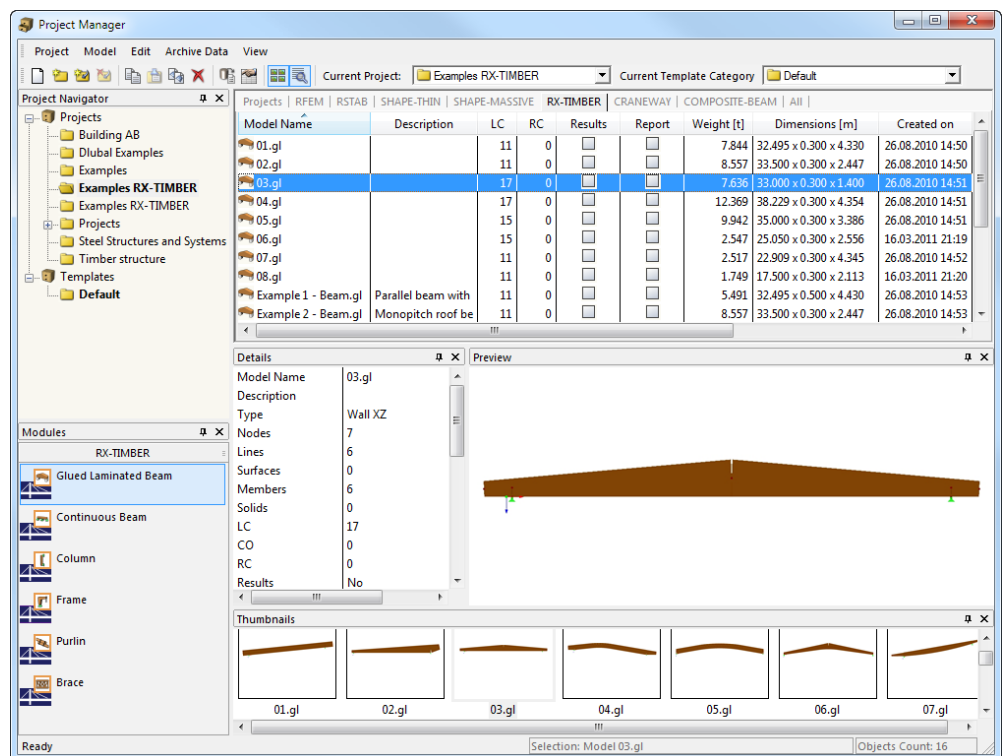 Project Manager
Project Model Edit Archive Data View
Current Project: Examples RX-TIMBER Current Template Category Default
Project Navigator
Projects
Building AB
Dlubal Examples
Examples
Examples RX-TIMBER
Examples RX-TIMBER
Projects
Steel Structures and Systems
Timber structure
Templates
Default
Projects | RFEM | RSTAB | SHAPE-THIN | SHAPE-MASSIVE RX-TIMBER | CRANEWAY | COMPOSITE-BEAM | All |
Model Name Description LC RC Results Report Weight [t] Dimensions [m] Created on
01.gl 11 0 7.844 32.495 x 0.300 x 4.330 26.08.2010 14:50
02.gl 11 0 8.557 33.500 x 0.300 x 2.447 26.08.2010 14:50
03.gl 17 0 7.636 33.000 x 0.300 x 1.400 26.08.2010 14:51
04.gl 17 0 12.369 38.229 x 0.300 x 4.354 26.08.2010 14:51
05.gl 15 0 9.942 35.000 x 0.300 x 3.386 26.08.2010 14:51
06.gl 15 0 2.547 25.050 x 0.300 x 2.556 16.03.2011 21:19
07.gl 11 0 2.517 22.909 x 0.300 x 4.345 26.08.2010 14:52
08.gl 11 0 1.749 17.500 x 0.300 x 2.113 16.03.2011 21:20
Example 1 - Beam.gl Parallel beam with 11 0 5.491 32.495 x 0.500 x 4.430 26.08.2010 14:53
Example 2 - Beam.gl Monopitch roof be 11 0 8.557 33.500 x 0.300 x 2.447 26.08.2010 14:53
Details
Model Name 03.gl
Description
Type Wall XZ
Nodes 7
Lines 6
Surfaces 0
Members 6
Solids 0
LC 17
CO 0
RC 0
Results No
Preview
Modules
RX-TIMBER
Glued Laminated Beam
Continuous Beam
Column
Frame
Purlin
Brace
Thumbnails
01.gl 02.gl 03.gl 04.gl 05.gl 06.gl 07.gl
Ready Selection: Model 03.gl Objects Count: 16